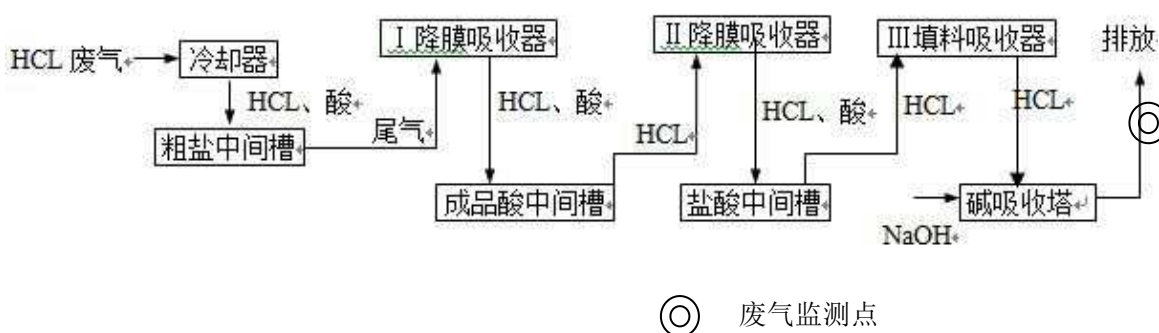 HCL 废气
冷却器
HCL、酸
粗盐中间槽
尾气
Ⅰ降膜吸收器
HCL、酸
成品酸中间槽
HCL
Ⅱ降膜吸收器
HCL、酸
盐酸中间槽
HCL
Ⅲ填料吸收器
HCL
NaOH
碱吸收塔
排放
废气监测点